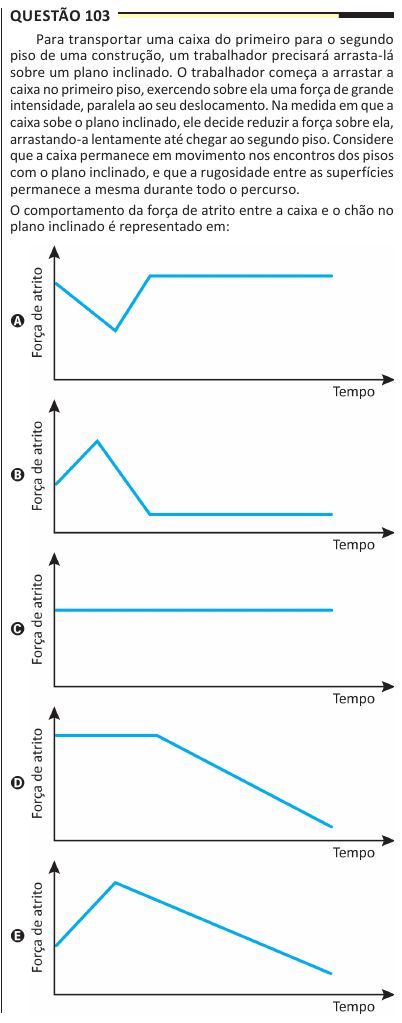 QUESTÃO 103
Para transportar uma caixa do primeiro para o segundo
piso de uma construção, um trabalhador precisará arrastá-la
sobre um plano inclinado. O trabalhador começa a arrastar a
caixa no primeiro piso, exercendo sobre ela uma força de grande
intensidade, paralela ao seu deslocamento. Na medida em que a
caixa sobe o plano inclinado, ele decide reduzir a força sobre ela,
arrastando-a lentamente até chegar ao segundo piso. Considere
que a caixa permanece em movimento nos encontros dos pisos
com o plano inclinado, e que a rugosidade entre as superfícies
permanece a mesma durante todo o percurso.
O comportamento da força de atrito entre a caixa e o chão no
plano inclinado é representado em:
A
Força de atrito
Tempo
B
Força de atrito
Tempo
C
Força de atrito
Tempo
D
Força de atrito
Tempo
E
Força de atrito
Tempo